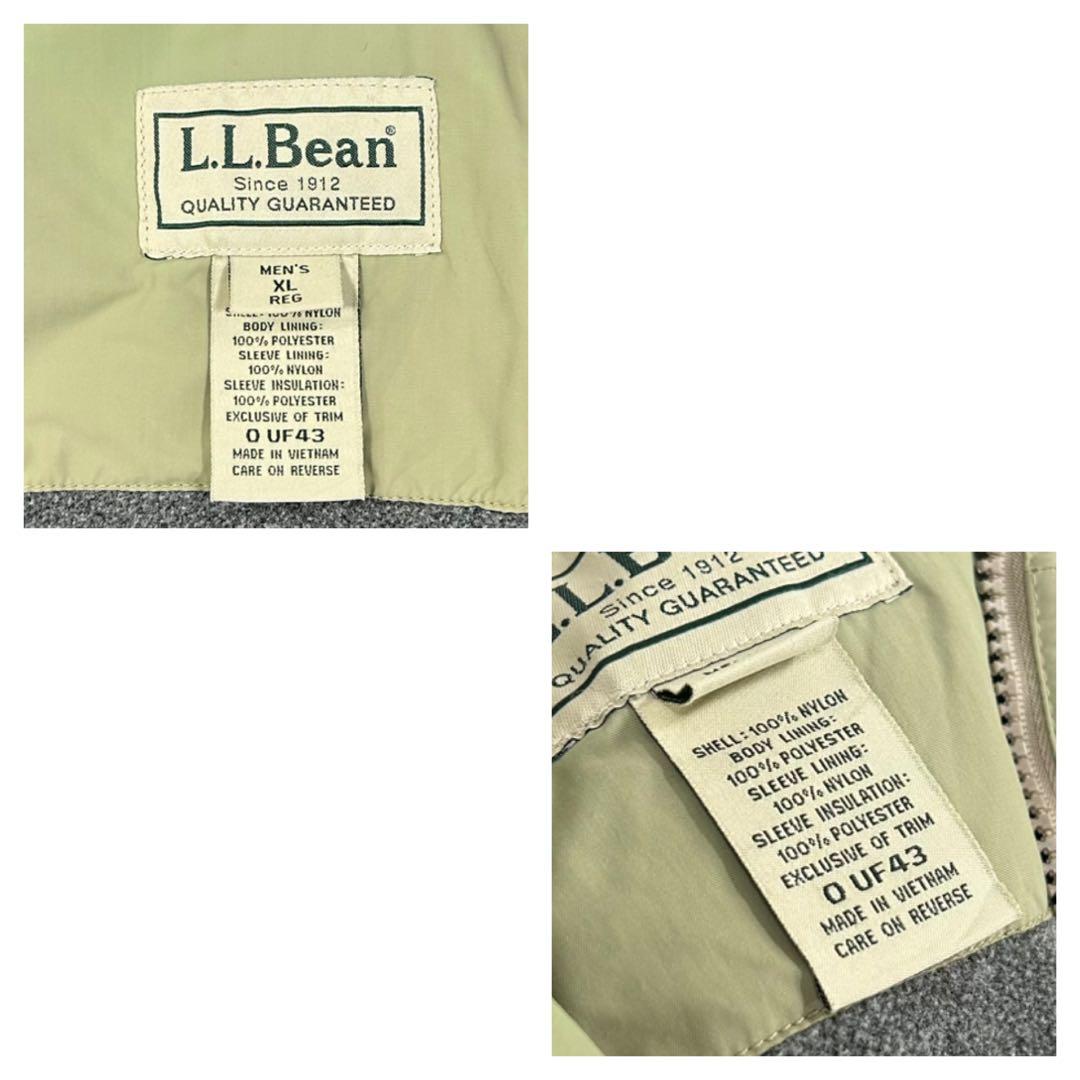 L.L.Bean®
Since 1912
QUALITY GUARANTEED
MEN'S
XL
REG
SHELL: 100% NYLON
BODY LINING:
100% POLYESTER
SLEEVE LINING:
100% NYLON
SLEEVE INSULATION:
100% POLYESTER
EXCLUSIVE OF TRIM
0 UF43
MADE IN VIETNAM
CARE ON REVERSE
L.L.B
Since 1912
QUALITY GUARANTEED
SHELL: 100% NYLON
BODY LINING:
100% POLYESTER
SLEEVE LINING:
100% NYLON
SLEEVE INSULATION:
100% POLYESTER
EXCLUSIVE OF TRIM
0 UF43
MADE IN VIETNAM
CARE ON REVERSE